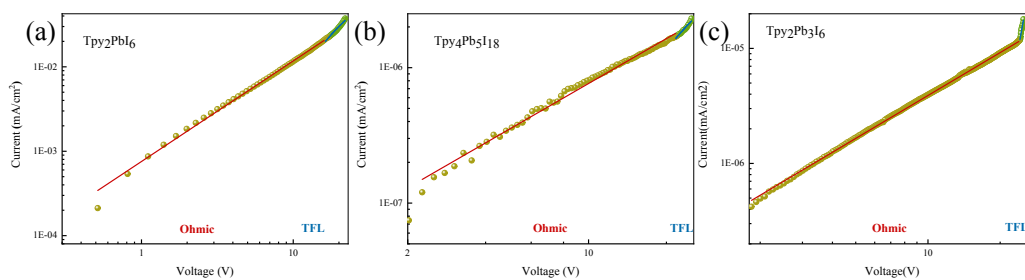 (a)
Tpy2PbI6
Current (mA/cm²)
1E-02
1E-03
1E-04
Ohmic
TFL
1
10
Voltage (V)
(b)
Tpy4Pb5I18
Current (mA/cm²)
1E-06
1E-07
Ohmic
TFL
2
10
Voltage (V)
(c)
Tpy2Pb3I6
Current(mA/cm2)
1E-05
1E-06
Ohmic
TFL
10
Voltage(V)